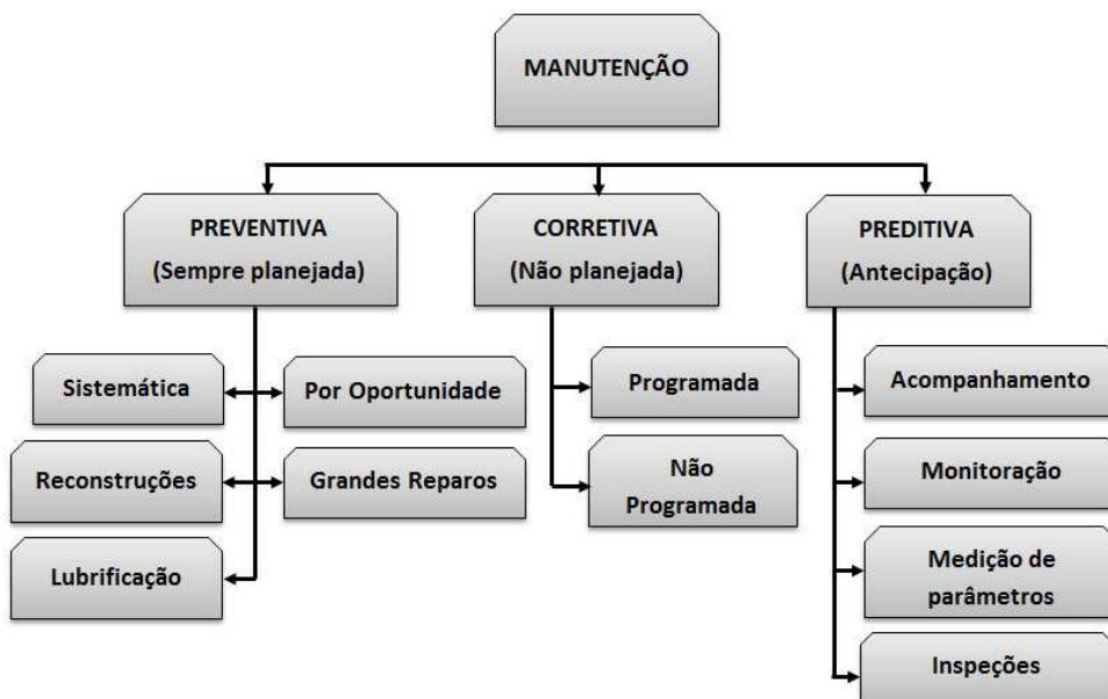 MANUTENÇÃO
PREVENTIVA
(Sempre planejada)
CORRETIVA
(Não planejada)
PREDITIVA
(Antecipação)
Sistemática
Por Oportunidade
Reconstruções
Grandes Reparos
Lubrificação
Programada
Não
Programada
Acompanhamento
Monitoração
Medição de
parâmetros
Inspeções